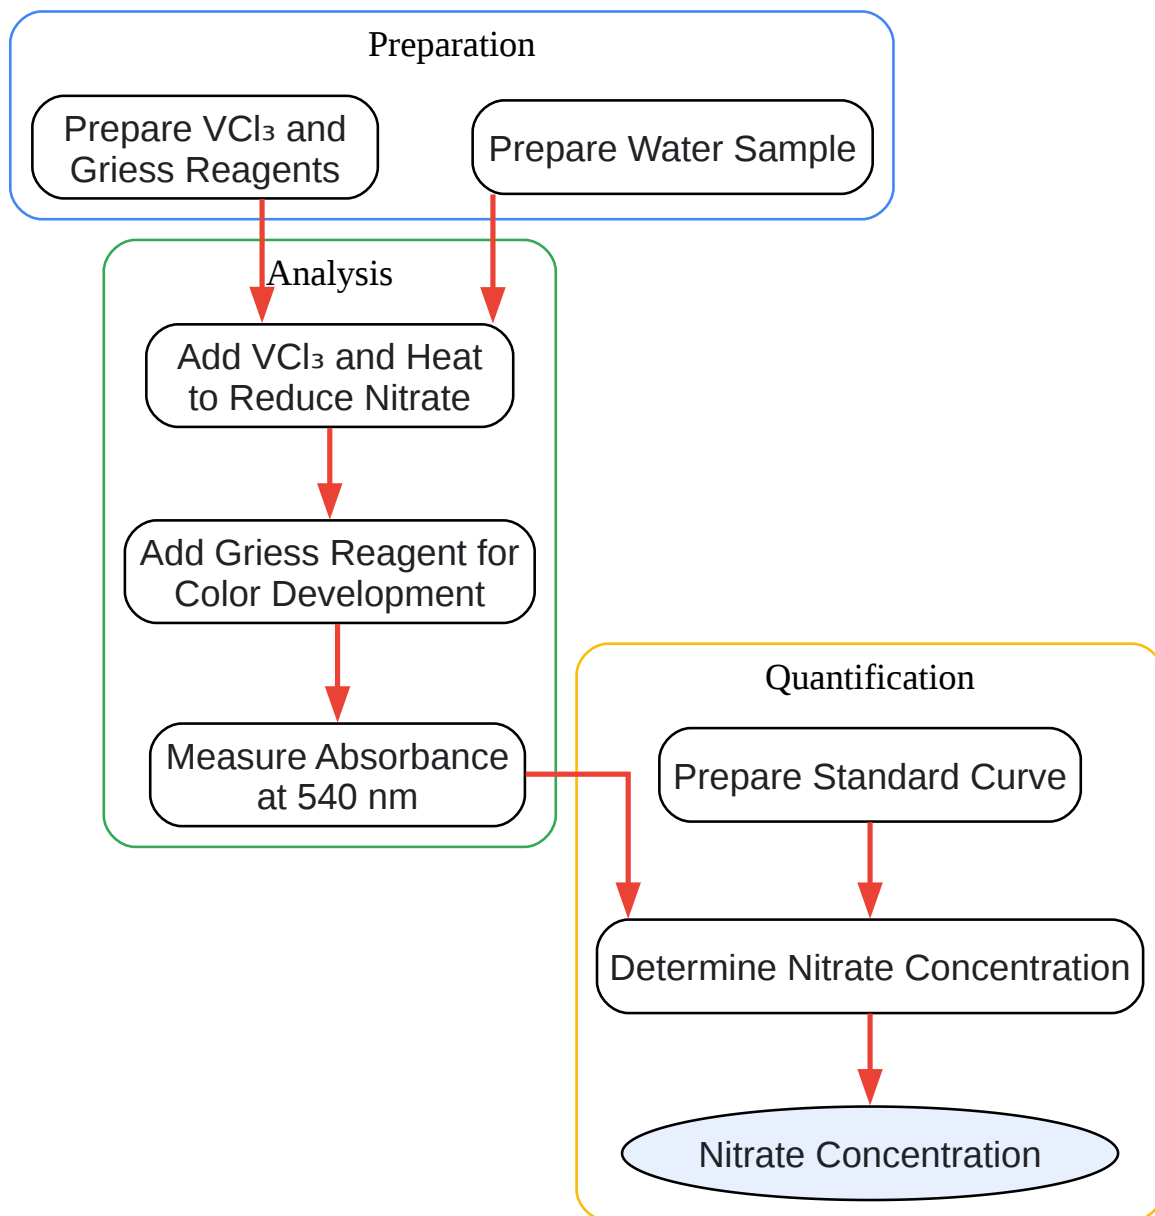 Preparation
Prepare VCl₃ and
Griess Reagents
Prepare Water Sample
Analysis
Add VCl₃ and Heat
to Reduce Nitrate
Add Griess Reagent for
Color Development
Measure Absorbance
at 540 nm
Quantification
Prepare Standard Curve
Determine Nitrate Concentration
Nitrate Concentration